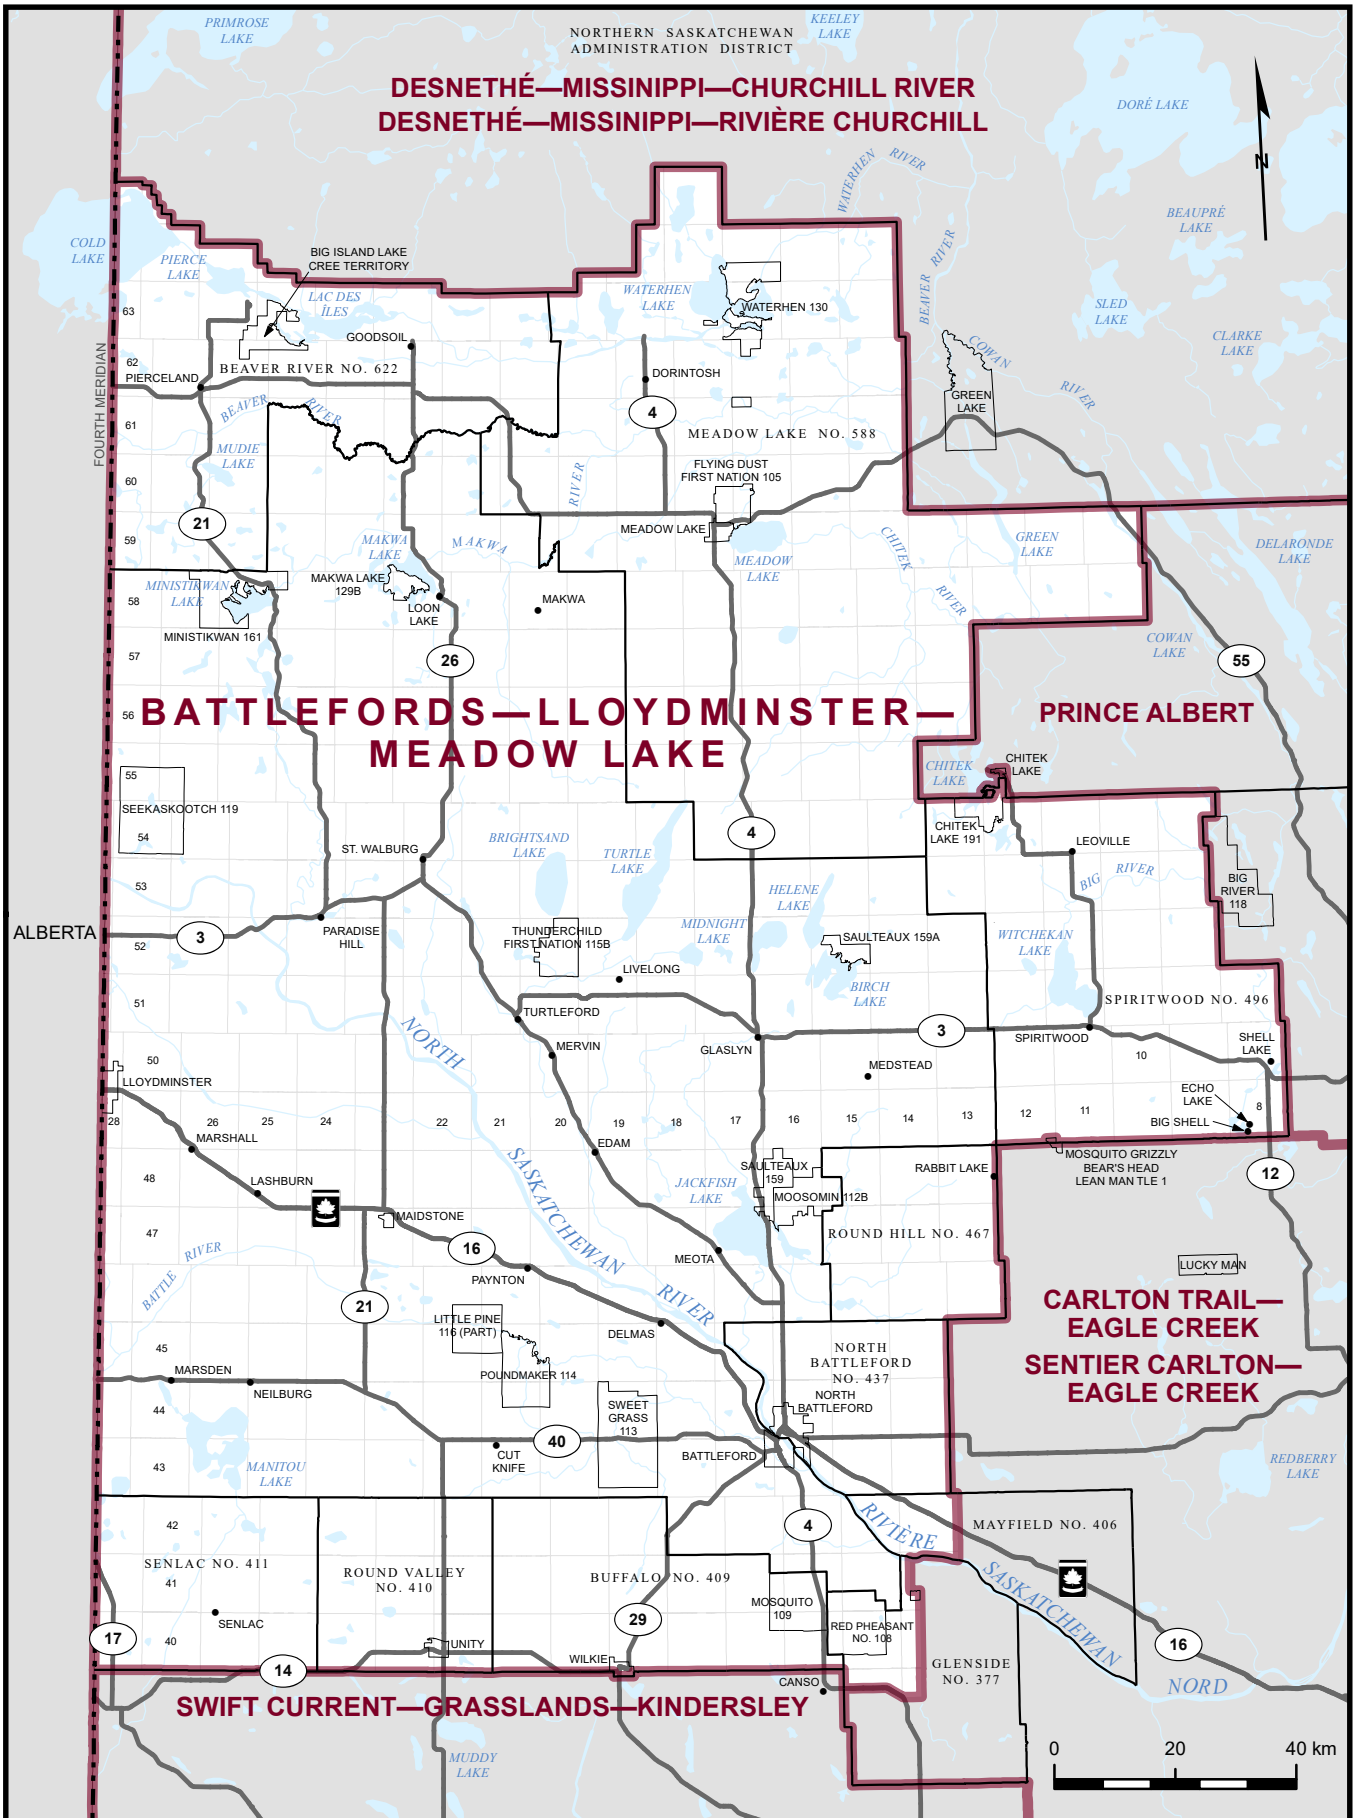 PRIMROSE
LAKE
NORTHERN SASKATCHEWAN
ADMINISTRATION DISTRICT
KEELEY
LAKE
DESNETHÉ—MISSINIPPI—CHURCHILL RIVER
DESNETHÉ—MISSINIPPI—RIVIÈRE CHURCHILL
DORÉ LAKE
N
WATERHEN RIVER
BEAVER RIVER
BEAUPRÉ
LAKE
COLD
LAKE
PIERCE
LAKE
BIG ISLAND LAKE
CREE TERRITORY
LAC DES
ÎLES
WATERHEN
LAKE
WATERHEN 130
SLED
LAKE
CLARKE
LAKE
COWAN RIVER
63
GOODSOIL
62
PIERCELAND
BEAVER RIVER NO. 622
DORINTOSH
GREEN
LAKE
FOURTH MERIDIAN
BEAVER RIVER
4
61
MEADOW LAKE NO. 588
MUDIE
LAKE
FLYING DUST
FIRST NATION 105
60
RIVER
21
MEADOW LAKE
59
MAKWA
LAKE
MAKWA
MEADOW
LAKE
CHITEK RIVER
GREEN
LAKE
DELARONDE
LAKE
MINISTIKWAN
LAKE
MAKWA LAKE
129B
LOON
LAKE
MAKWA
58
MINISTIKWAN 161
COWAN
LAKE
57
26
55
56
BATTLEFORDS—LLOYDMINSTER—
MEADOW LAKE
PRINCE ALBERT
CHITEK
LAKE
CHITEK
LAKE
55
SEEKASKOOTCH 119
54
CHITEK
LAKE 191
4
LEOVILLE
ST. WALBURG
BRIGHTSAND
LAKE
TURTLE
LAKE
BIG RIVER
BIG
RIVER
118
53
HELENE
LAKE
ALBERTA
3
PARADISE
HILL
THUNDERCHILD
FIRST NATION 115B
MIDNIGHT
LAKE
SAULTEAUX 159A
WITCHEKAN
LAKE
52
LIVELONG
BIRCH
LAKE
SPIRITWOOD NO. 496
51
TURTLEFORD
NORTH
MERVIN
GLASLYN
3
SPIRITWOOD
SHELL
LAKE
50
10
MEDSTEAD
LLOYDMINSTER
ECHO
LAKE
8
BIG SHELL
28
26
25
24
22
21
20
19
18
17
16
15
14
13
12
11
MARSHALL
EDAM
SASKATCHEWAN
MOSQUITO GRIZZLY
BEAR'S HEAD
LEAN MAN TLE 1
12
48
LASHBURN
JACKFISH
LAKE
SAULTEAUX
159
RABBIT LAKE
MOOSOMIN 112B
MAIDSTONE
47
ROUND HILL NO. 467
16
MEOTA
BATTLE RIVER
PAYNTON
LUCKY MAN
21
RIVER
CARLTON TRAIL—
EAGLE CREEK
LITTLE PINE
116 (PART)
DELMAS
45
NORTH
BATTLEFORD
NO. 437
SENTIER CARLTON—
EAGLE CREEK
MARSDEN
NEILBURG
POUNDMAKER 114
44
SWEET
GRASS
113
NORTH
BATTLEFORD
40
BATTLEFORD
CUT
KNIFE
43
MANITOU
LAKE
REDBERRY
LAKE
42
4
RIVIÈRE
MAYFIELD NO. 406
SENLAC NO. 411
41
ROUND VALLEY
NO. 410
BUFFALO NO. 409
SASKATCHEWAN
MOSQUITO
109
SENLAC
29
RED PHEASANT
NO. 108
17
40
UNITY
16
WILKIE
GLENSIDE
NO. 377
14
CANSO
NORD
SWIFT CURRENT—GRASSLANDS—KINDERSLEY
MUDDY
LAKE
0 20 40 km